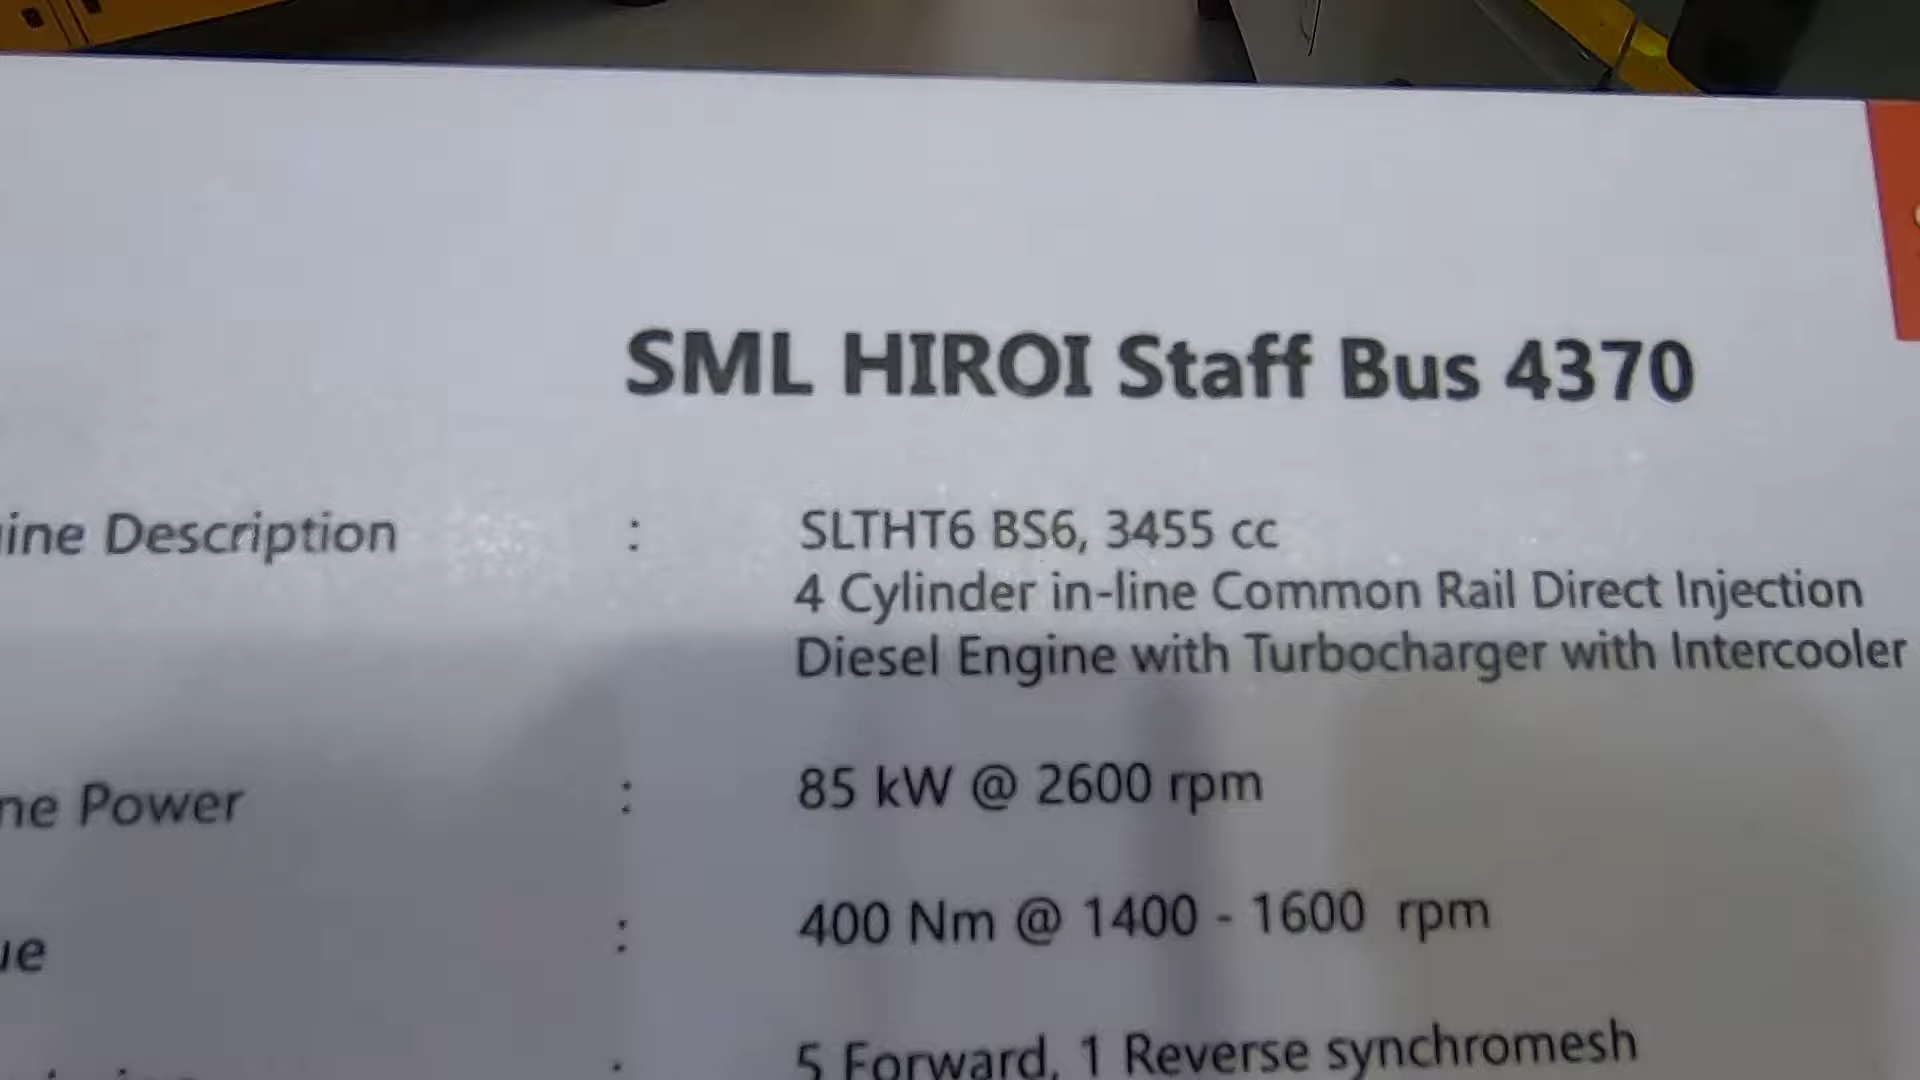 SML HIROI Staff Bus 4370
ine Description : SLTHT6 BS6, 3455 cc
4 Cylinder in-line Common Rail Direct Injection
Diesel Engine with Turbocharger with Intercooler
ne Power : 85 kW @ 2600 rpm
ue : 400 Nm @ 1400 - 1600 rpm
: 5 Forward, 1 Reverse synchromesh